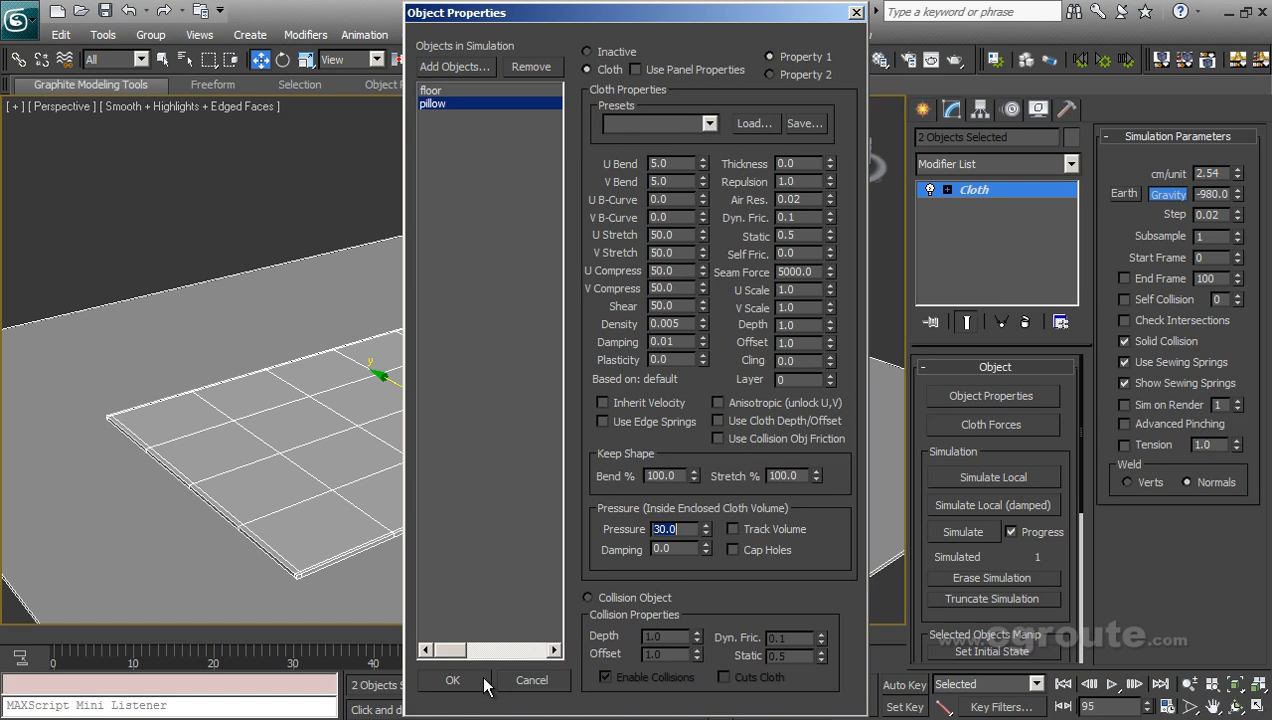 Object Properties
Type a keyword or phrase
Edit Tools Group Views Create Modifiers Animation
All
View
Graphite Modeling Tools Freeform Selection Object P
[ + ] [ Perspective ] [ Smooth + Highlights + Edged Faces ]
Objects in Simulation
Add Objects... Remove
floor
pillow
OK Cancel
Inactive
Cloth Use Panel Properties
Property 1
Property 2
Cloth Properties
Presets
Load... Save...
U Bend 5.0 Thickness 0.0
V Bend 5.0 Repulsion 1.0
U B-Curve 0.0 Air Res. 0.02
V B-Curve 0.0 Dyn. Fric. 0.1
U Stretch 50.0 Static 0.5
V Stretch 50.0 Self Fric. 0.0
U Compress 50.0 Seam Force 5000.0
V Compress 50.0 U Scale 1.0
Shear 50.0 V Scale 1.0
Density 0.005 Depth 1.0
Damping 0.01 Offset 1.0
Plasticity 0.0 Cling 0.0
Based on: default Layer 0
Inherit Velocity Anisotropic (unlock U,V)
Use Edge Springs Use Cloth Depth/Offset
Use Collision Obj Friction
Keep Shape
Bend % 100.0 Stretch % 100.0
Pressure (Inside Enclosed Cloth Volume)
Pressure 30.0 Track Volume
Damping 0.0 Cap Holes
Collision Object
Collision Properties
Depth 1.0 Dyn. Fric. 0.1
Offset 1.0 Static 0.5
Enable Collisions Cuts Cloth
2 Objects Selected
Modifier List
Cloth
Object
Object Properties
Cloth Forces
Simulation
Simulate Local
Simulate Local (damped)
Simulate Progress
Simulated 1
Erase Simulation
Truncate Simulation
Selected Objects Manip
Set Initial State
Simulation Parameters
cm/unit 2.54
Earth Gravity -980.0
Step 0.02
Subsample 1
Start Frame 0
End Frame 100
Self Collision 0
Check Intersections
Solid Collision
Use Sewing Springs
Show Sewing Springs
Sim on Render 1
Advanced Pinching
Tension 1.0
Weld
Verts Normals
www.cgroute.com
0 10 20 30 40
2 Objects S
MAXScript Mini Listener
Click and d
Auto Key Selected
Set Key Key Filters... 95